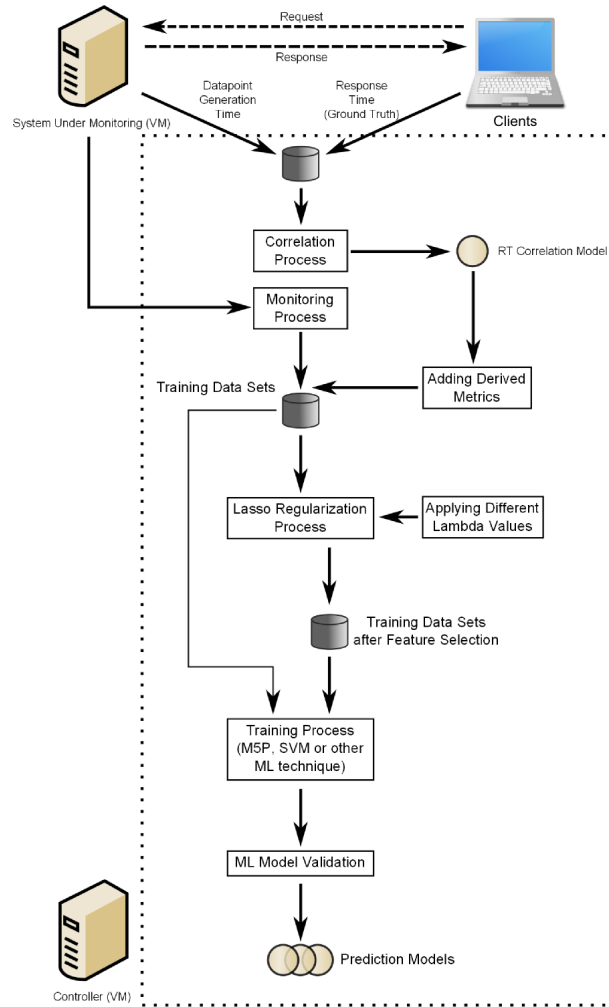 Request
Response
Datapoint
Generation
Time
Response
Time
(Ground Truth)
System Under Monitoring (VM)
Clients
Correlation
Process
RT Correlation Model
Monitoring
Process
Training Data Sets
Adding Derived
Metrics
Lasso Regularization
Process
Applying Different
Lambda Values
Training Data Sets
after Feature Selection
Training Process
(M5P, SVM or other
ML technique)
ML Model Validation
Prediction Models
Controller (VM)